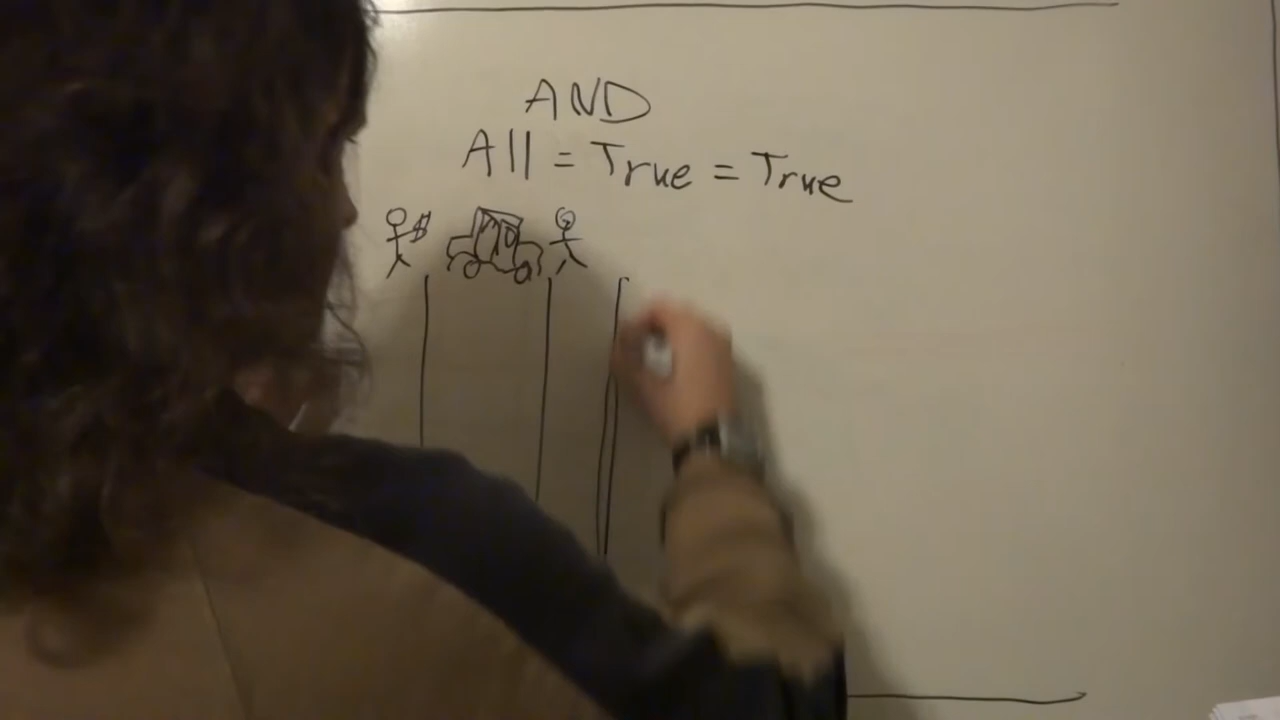 AND
All = True = True
$